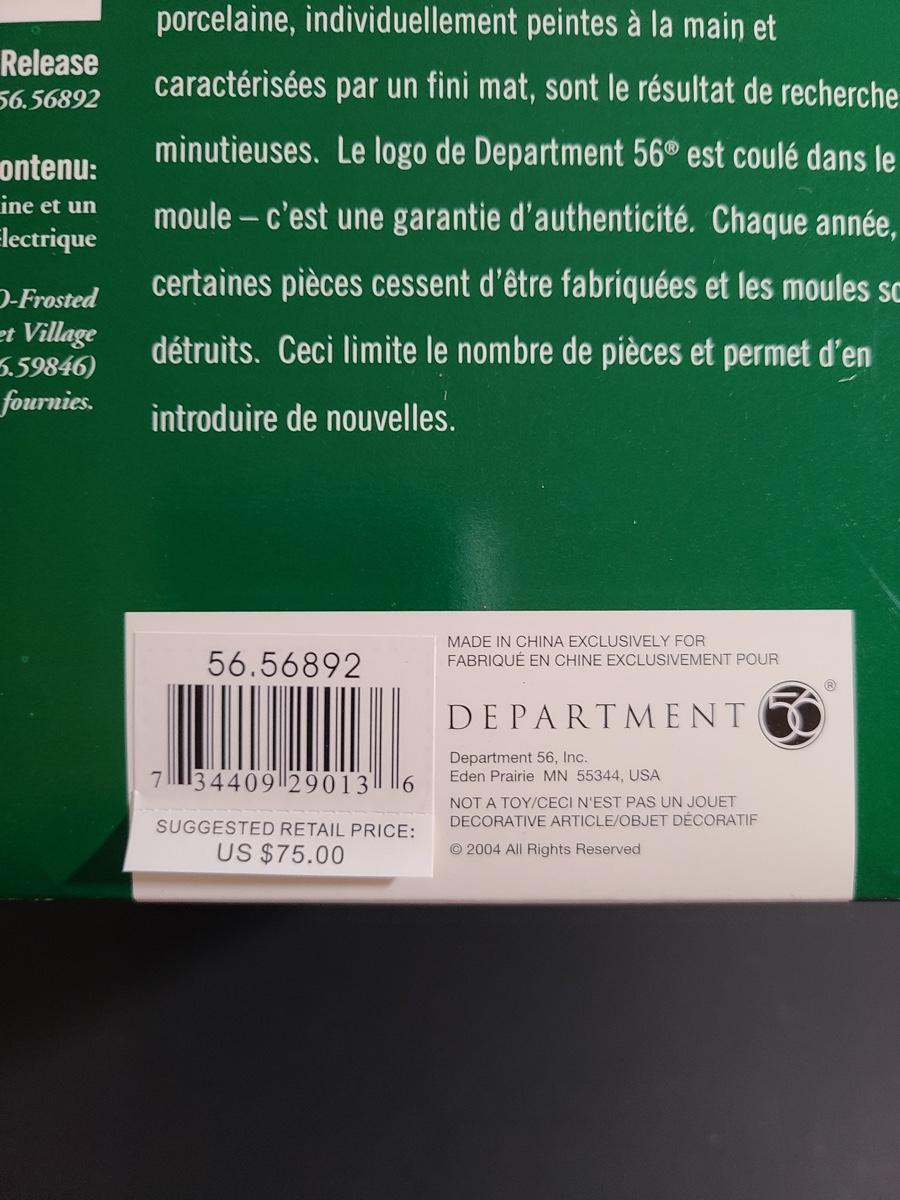 Release
56.56892
ontenu:
ine et un
lectrique
O-Frosted
et Village
6.59846)
fournies.
porcelaine, individuellement peintes à la main et
caractérisées par un fini mat, sont le résultat de recherche
minutieuses. Le logo de Department 56® est coulé dans le
moule – c'est une garantie d'authenticité. Chaque année,
certaines pièces cessent d'être fabriquées et les moules so
détruits. Ceci limite le nombre de pièces et permet d'en
introduire de nouvelles.
56.56892
7 34409 29013 6
SUGGESTED RETAIL PRICE:
US $75.00
MADE IN CHINA EXCLUSIVELY FOR
FABRIQUÉ EN CHINE EXCLUSIVEMENT POUR
DEPARTMENT 56®
Department 56, Inc.
Eden Prairie MN 55344, USA
NOT A TOY/CECI N'EST PAS UN JOUET
DECORATIVE ARTICLE/OBJET DÉCORATIF
© 2004 All Rights Reserved